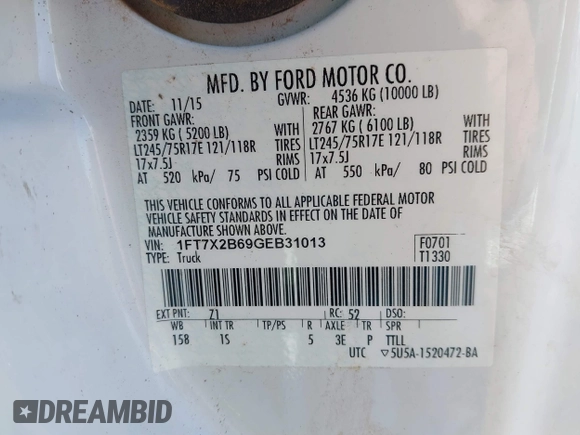 MFD. BY FORD MOTOR CO.
DATE: 11/15 GVWR: 4536 KG (10000 LB)
FRONT GAWR: REAR GAWR:
2359 KG ( 5200 LB) WITH 2767 KG ( 6100 LB) WITH
LT245/75R17E 121/118R TIRES LT245/75R17E 121/118R TIRES
17x7.5J RIMS 17x7.5J RIMS
AT 520 kPa/ 75 PSI COLD AT 550 kPa/ 80 PSI COLD
THIS VEHICLE CONFORMS TO ALL APPLICABLE FEDERAL MOTOR
VEHICLE SAFETY STANDARDS IN EFFECT ON THE DATE OF MANUFACTURE SHOWN ABOVE.
VIN: 1FT7X2B69GEB31013 F0701
TYPE: Truck T1330
EXT PNT: Z1 RC: 52 DSO:
WB INT TR TP/PS R AXLE TR SPR
158 1S 5 3E P TTLL
UTC ▽5U5A-1520472-BA
DREAMBID